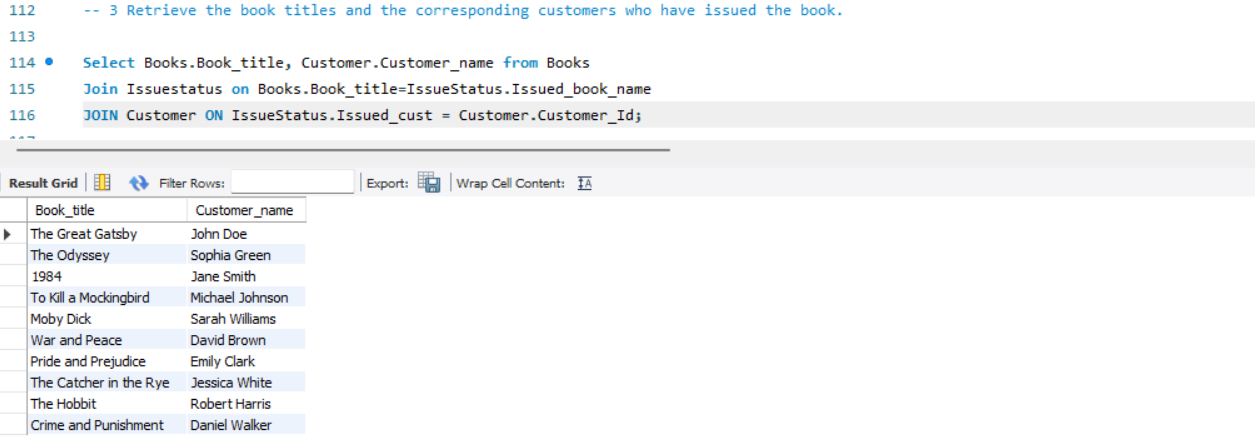 112 -- 3 Retrieve the book titles and the corresponding customers who have issued the book.
113
114 Select Books.Book_title, Customer.Customer_name from Books
115 Join Issuestatus on Books.Book_title=IssueStatus.Issued_book_name
116 JOIN Customer ON IssueStatus.Issued_cust = Customer.Customer_Id;
Result Grid Filter Rows: Export: Wrap Cell Content: IA
Book_title Customer_name
The Great Gatsby John Doe
The Odyssey Sophia Green
1984 Jane Smith
To Kill a Mockingbird Michael Johnson
Moby Dick Sarah Williams
War and Peace David Brown
Pride and Prejudice Emily Clark
The Catcher in the Rye Jessica White
The Hobbit Robert Harris
Crime and Punishment Daniel Walker